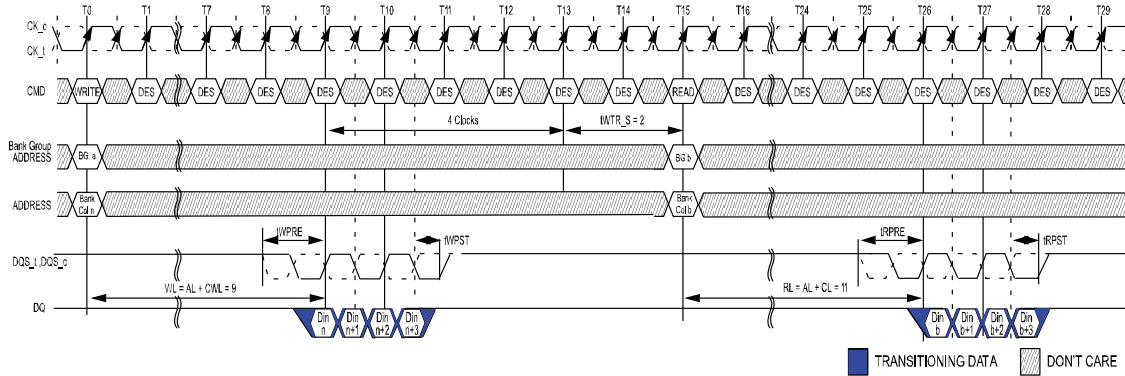 T0 T1 T7 T8 T9 T10 T11 T12 T13 T14 T15 T16 T24 T25 T26 T27 T28 T29
CK_c
CK_t
CMD WRITE DES DES DES DES DES DES DES DES DES READ DES DES DES DES DES DES DES
4 Clocks tWTR_S = 2
Bank Group
ADDRESS BG a BG b
ADDRESS Bank Col n Bank Col b
tWPRE tWPST tRPRE tRPST
DQS_t ,DQS_c
WL = AL + CWL = 9 RL = AL + CL = 11
DQ Din n Din n+1 Din n+2 Din n+3 Din b Din b+1 Din b+2 Din b+3
TRANSITIONING DATA DON'T CARE